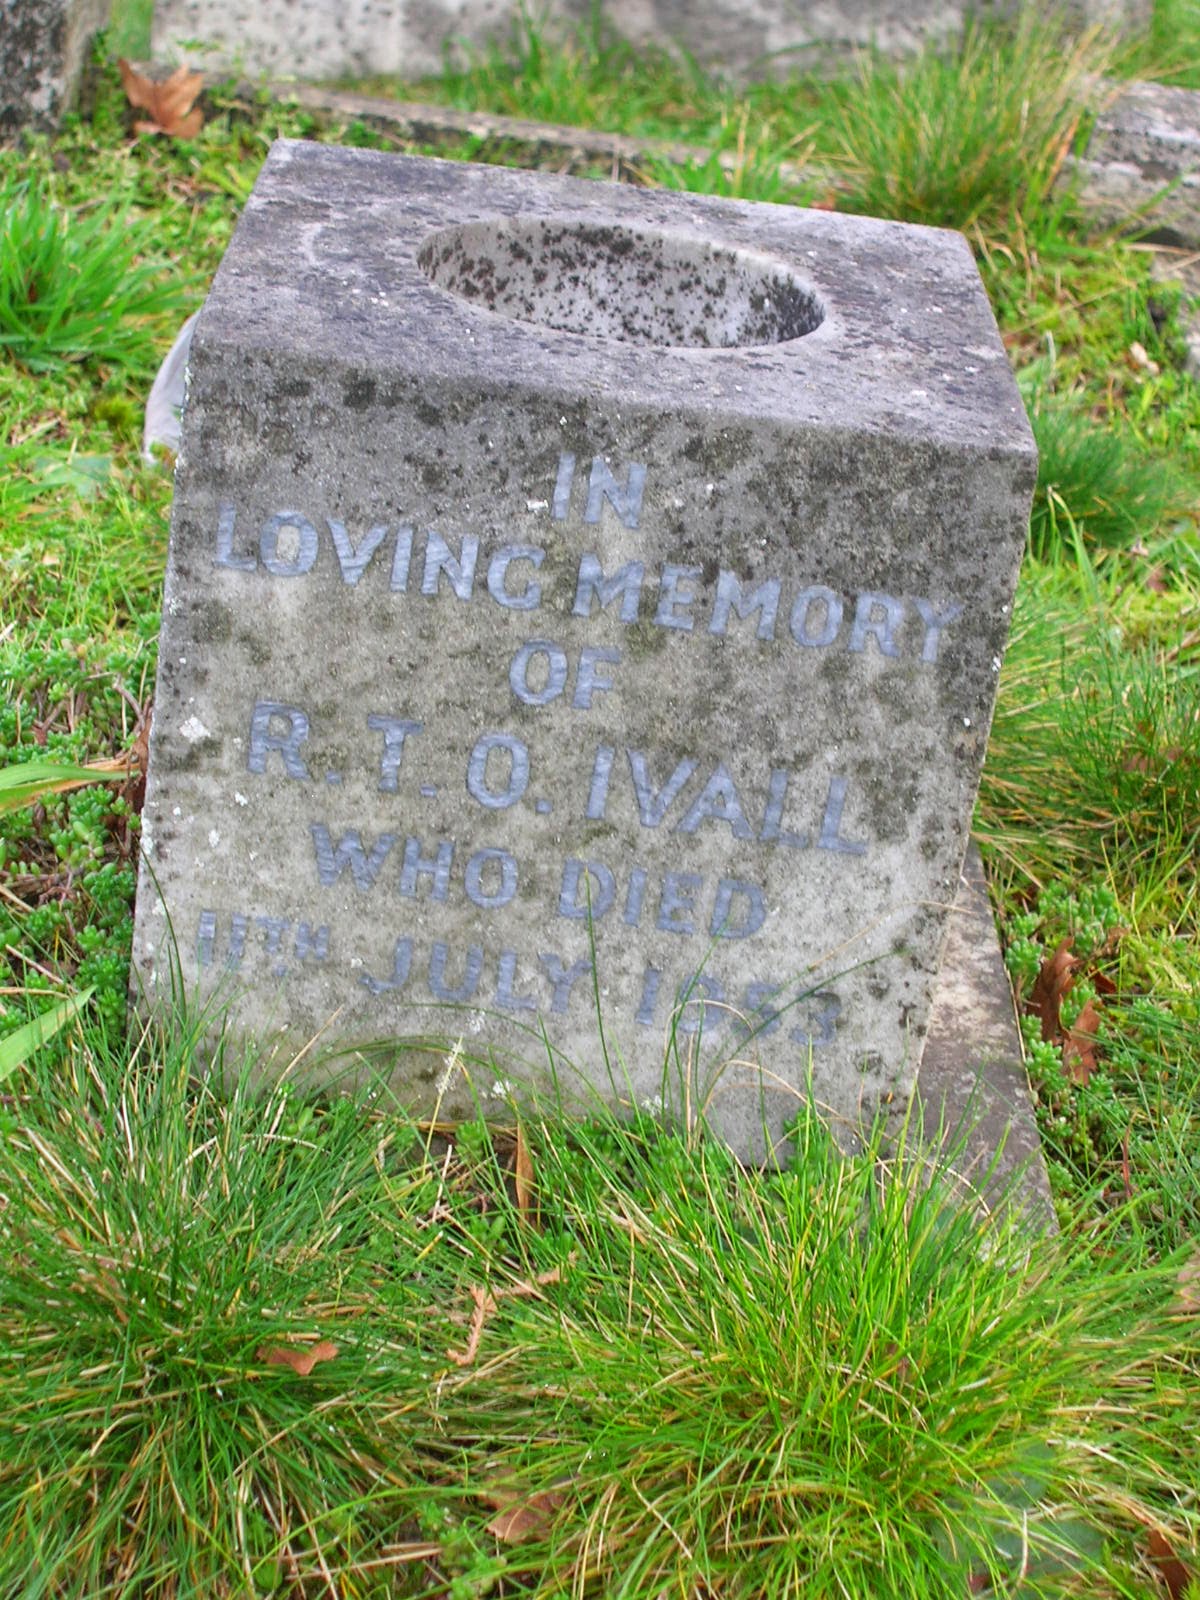 IN
LOVING MEMORY
OF
R. T. O. IVALL
WHO DIED
11TH JULY 1953